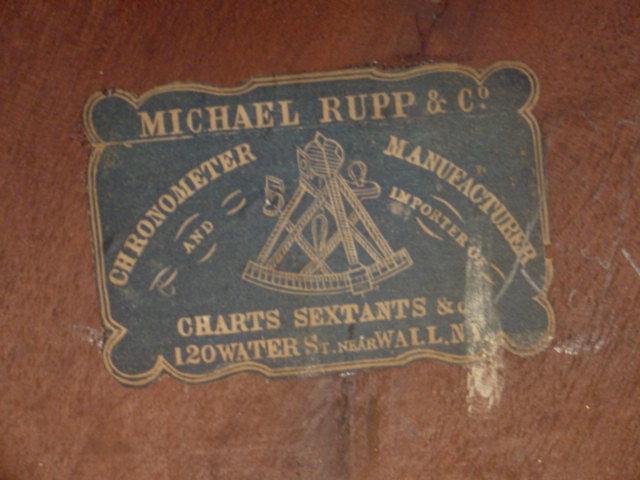 MICHAEL RUPP & Co.
CHRONOMETER MANUFACTURER
AND IMPORTER OF
CHARTS SEXTANTS &c
120 WATER ST. NEAR WALL. N.Y.